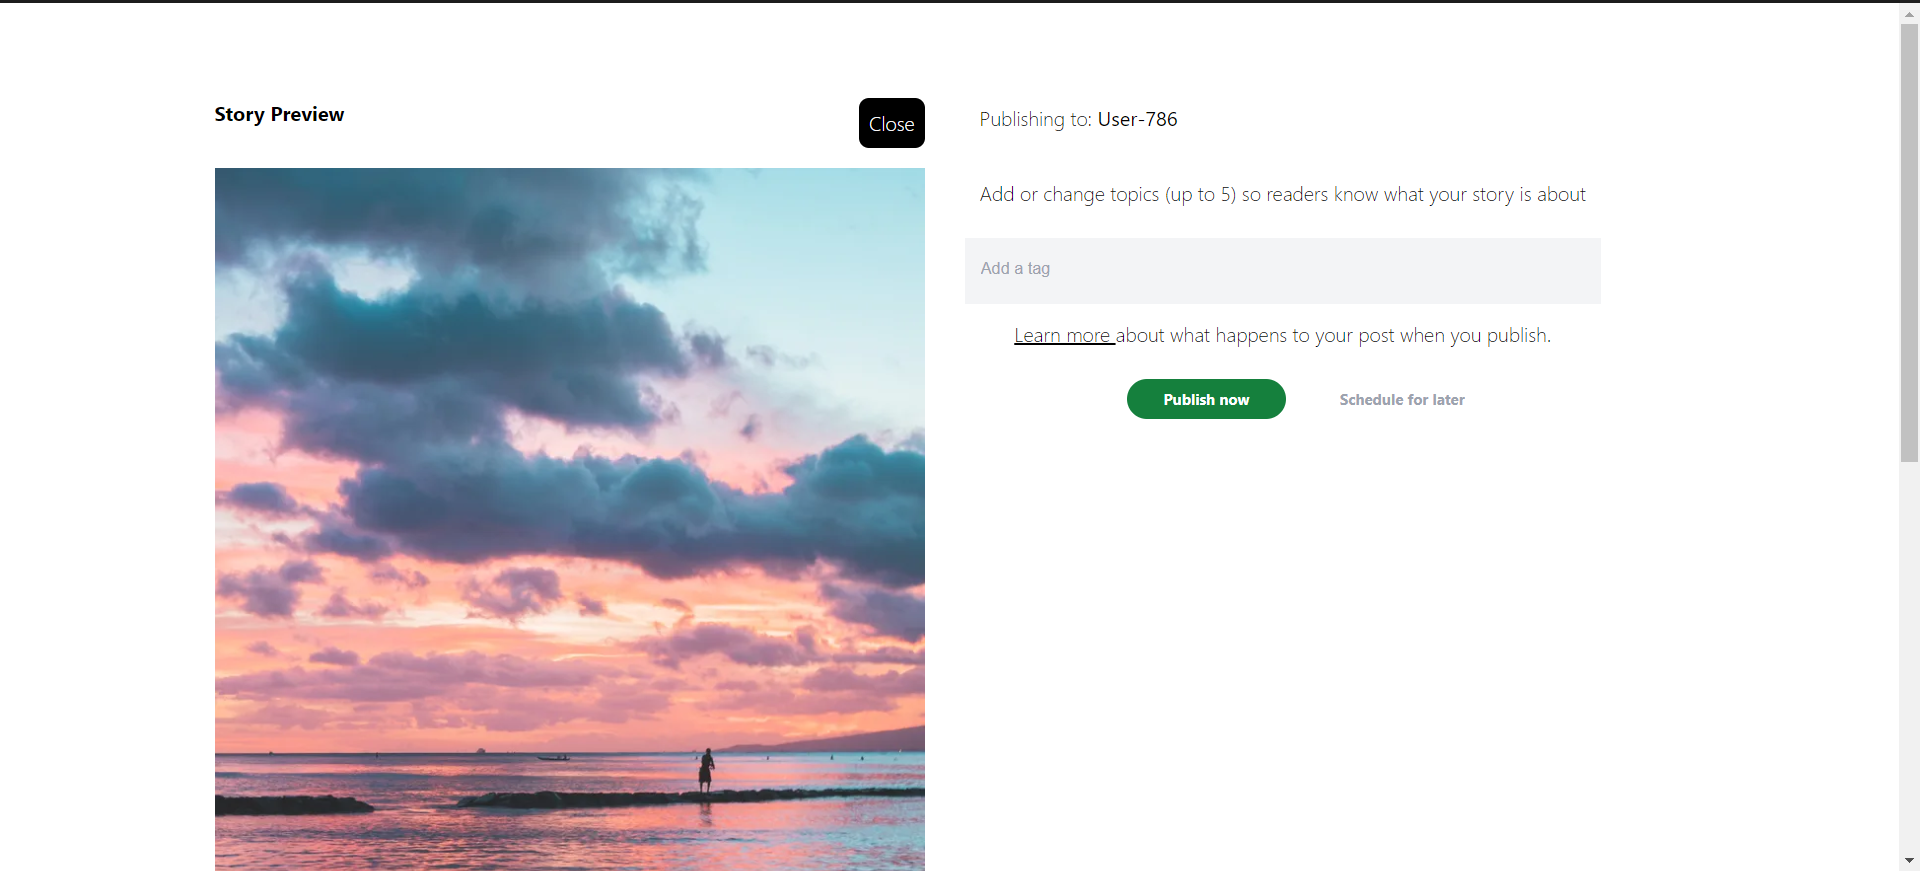 Story Preview
Close
Publishing to: User-786
Add or change topics (up to 5) so readers know what your story is about
Add a tag
Learn more about what happens to your post when you publish.
Publish now
Schedule for later